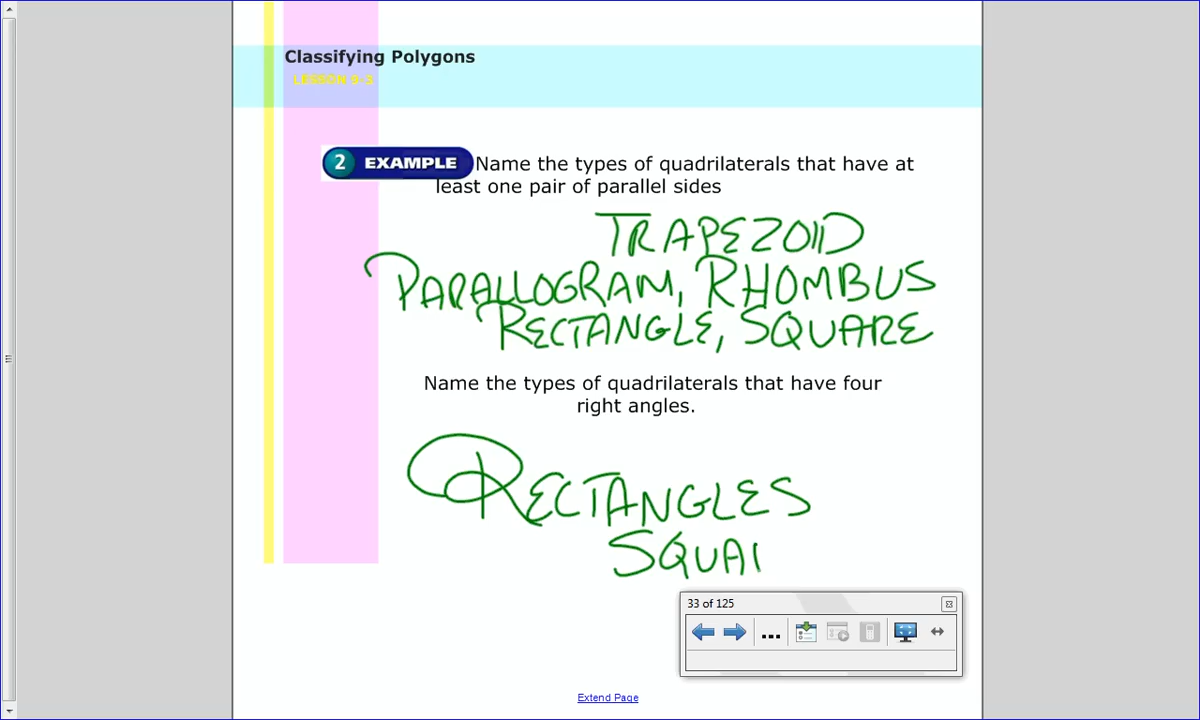 Classifying Polygons
LESSON 9-5
2 EXAMPLE Name the types of quadrilaterals that have at
least one pair of parallel sides
TRAPEZOID
PARALLOGRAM, RHOMBUS
RECTANGLE, SQUARE
Name the types of quadrilaterals that have four
right angles.
RECTANGLES
SQUAI
33 of 125
...
Extend Page